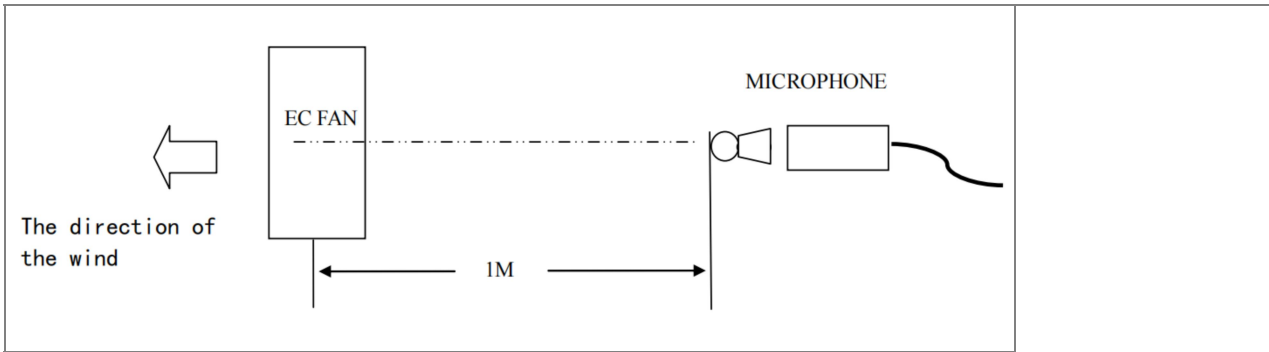 MICROPHONE
EC FAN
The direction of
the wind
1M